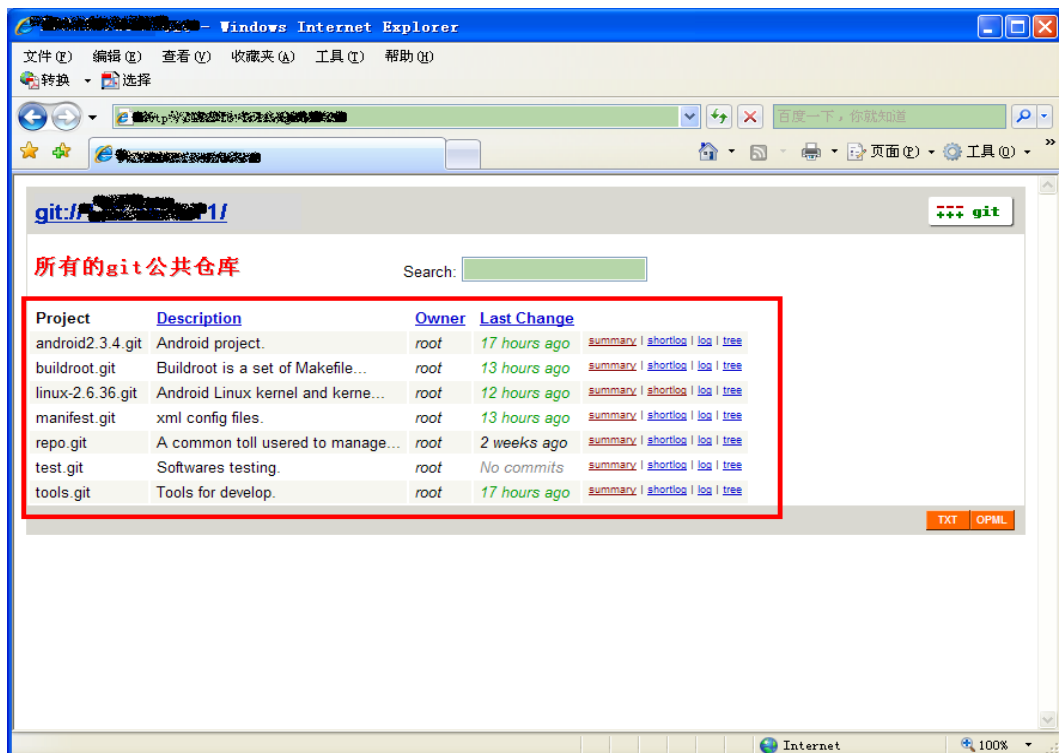 - Windows Internet Explorer
文件(F) 编辑(E) 查看(V) 收藏夹(A) 工具(T) 帮助(H)
转换 选择
百度一下，你就知道
页面(P) 工具(O) »
git:// 1/
git
所有的git公共仓库
Search:
Project Description Owner Last Change
android2.3.4.git Android project. root 17 hours ago summary | shortlog | log | tree
buildroot.git Buildroot is a set of Makefile... root 13 hours ago summary | shortlog | log | tree
linux-2.6.36.git Android Linux kernel and kerne... root 12 hours ago summary | shortlog | log | tree
manifest.git xml config files. root 13 hours ago summary | shortlog | log | tree
repo.git A common toll usered to manage... root 2 weeks ago summary | shortlog | log | tree
test.git Softwares testing. root No commits summary | shortlog | log | tree
tools.git Tools for develop. root 17 hours ago summary | shortlog | log | tree
TXT OPML
Internet 100%